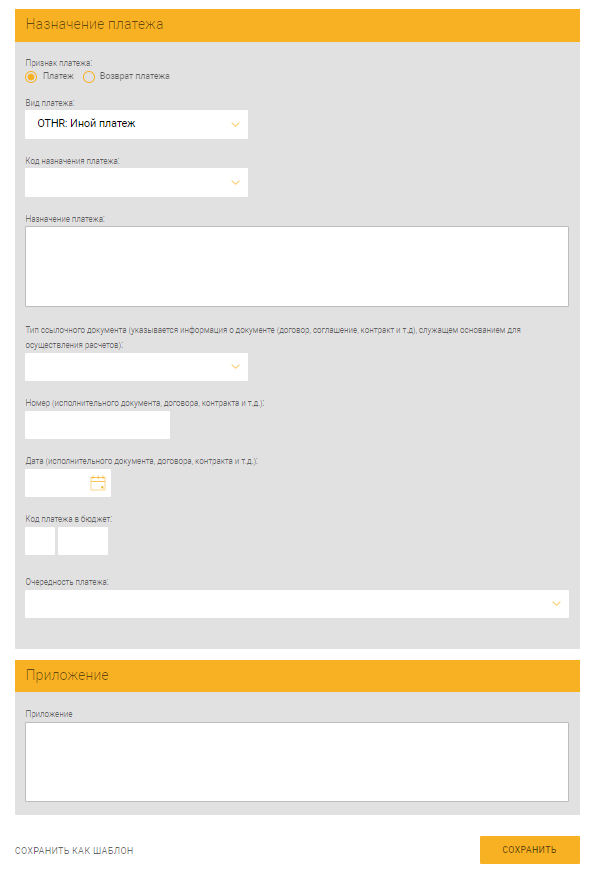 Назначение платежа
Признак платежа:
Платеж Возврат платежа
Вид платежа:
OTHR: Иной платеж
Код назначения платежа:
Назначение платежа:
Тип ссылочного документа (указывается информация о документе (договор, соглашение, контракт и т.д), служащем основанием для
осуществления расчетов):
Номер (исполнительного документа, договора, контракта и т.д.):
Дата (исполнительного документа, договора, контракта и т.д.):
Код платежа в бюджет:
Очередность платежа:
Приложение
Приложение
СОХРАНИТЬ КАК ШАБЛОН СОХРАНИТЬ